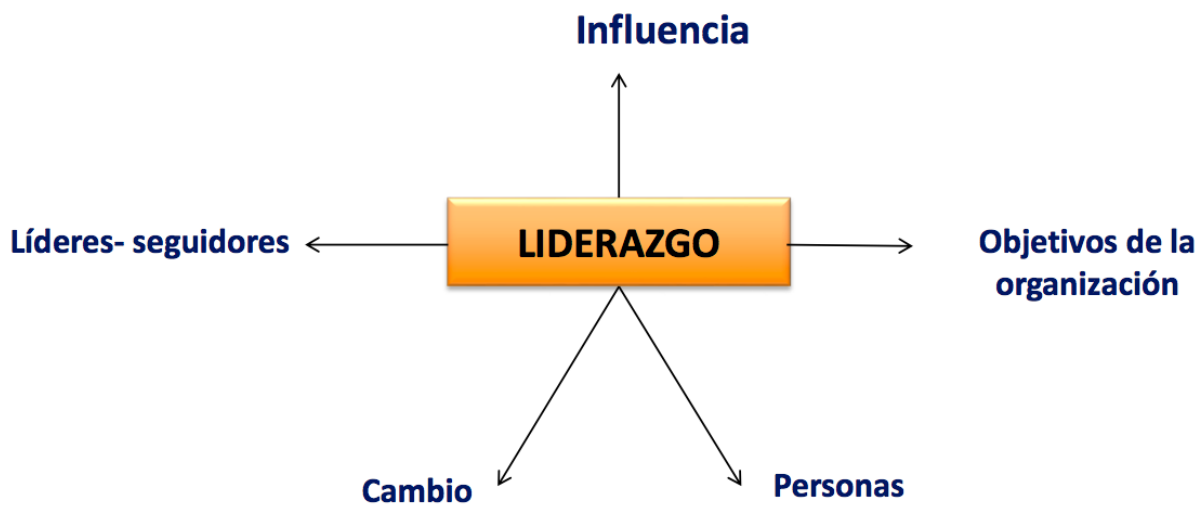 Influencia
Líderes- seguidores
LIDERAZGO
Objetivos de la
organización
Cambio
Personas